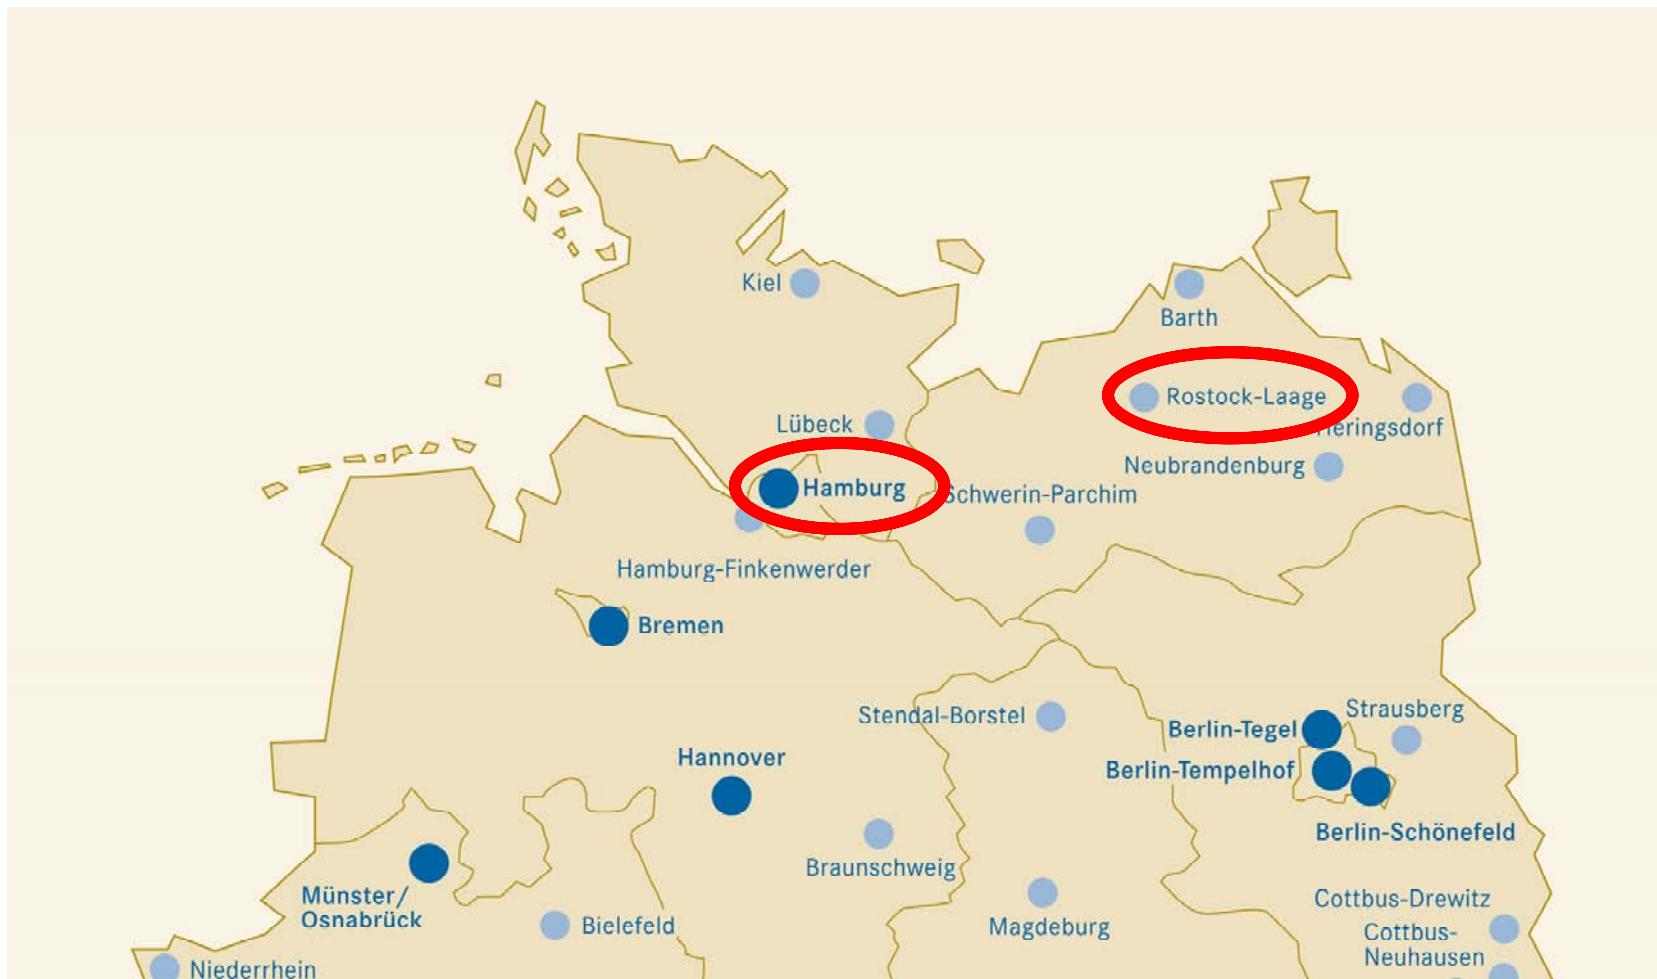 Kiel
Barth
Rostock-Laage
Heringsdorf
Lübeck
Neubrandenburg
Hamburg
Schwerin-Parchim
Hamburg-Finkenwerder
Bremen
Stendal-Borstel
Strausberg
Berlin-Tegel
Hannover
Berlin-Tempelhof
Berlin-Schönefeld
Braunschweig
Münster/
Osnabrück
Cottbus-Drewitz
Bielefeld
Magdeburg
Cottbus-
Neuhausen
Niederrhein